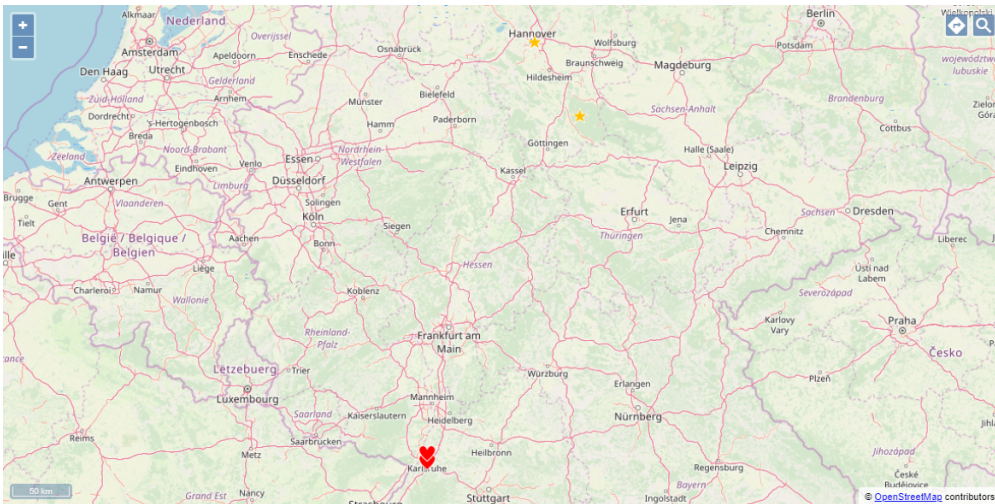 Alkmaar
Nederland
Berlin
Wielkopolski
+
−
Amsterdam
Apeldoorn
Overijssel
Enschede
Osnabrück
Hannover
Wolfsburg
Braunschweig
Potsdam
Den Haag
Utrecht
Gelderland
Hildesheim
Magdeburg
województwo
lubuskie
Zuid-Holland
Arnhem
Münster
Bielefeld
Dordrecht
's-Hertogenbosch
Hamm
Paderborn
Sachsen-Anhalt
Brandenburg
Breda
Noord-Brabant
Nordrhein-
Westfalen
Göttingen
Cottbus
Zeeland
Eindhoven
Venlo
Essen
Kassel
Halle (Saale)
Leipzig
Antwerpen
Limburg
Düsseldorf
Brugge
Gent
Vlaanderen
Solingen
Köln
Erfurt
Jena
Sachsen
Dresden
Tielt
Siegen
Thüringen
Chemnitz
België / Belgique /
Belgien
Aachen
Bonn
Liberec
Liège
Hessen
Ústí nad
Labem
Charleroi
Namur
Wallonie
Koblenz
Severozápad
Karlovy
Vary
Praha
Rheinland-
Pfalz
Frankfurt am
Main
Česko
Letzebuerg
Trier
Würzburg
Plzeň
Luxembourg
Mannheim
Erlangen
Saarland
Kaiserslautern
Heidelberg
Nürnberg
Reims
Saarbrücken
Metz
Heilbronn
Karlsruhe
Regensburg
Jihozápad
50 km
Grand Est
Nancy
Stuttgart
Bayern
Ingolstadt
České
Budějovice
© OpenStreetMap contributors